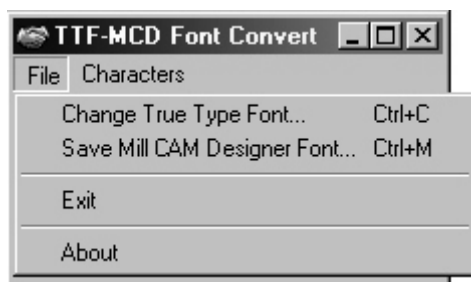 TTF-MCD Font Convert
File Characters
Change True Type Font... Ctrl+C
Save Mill CAM Designer Font... Ctrl+M
Exit
About